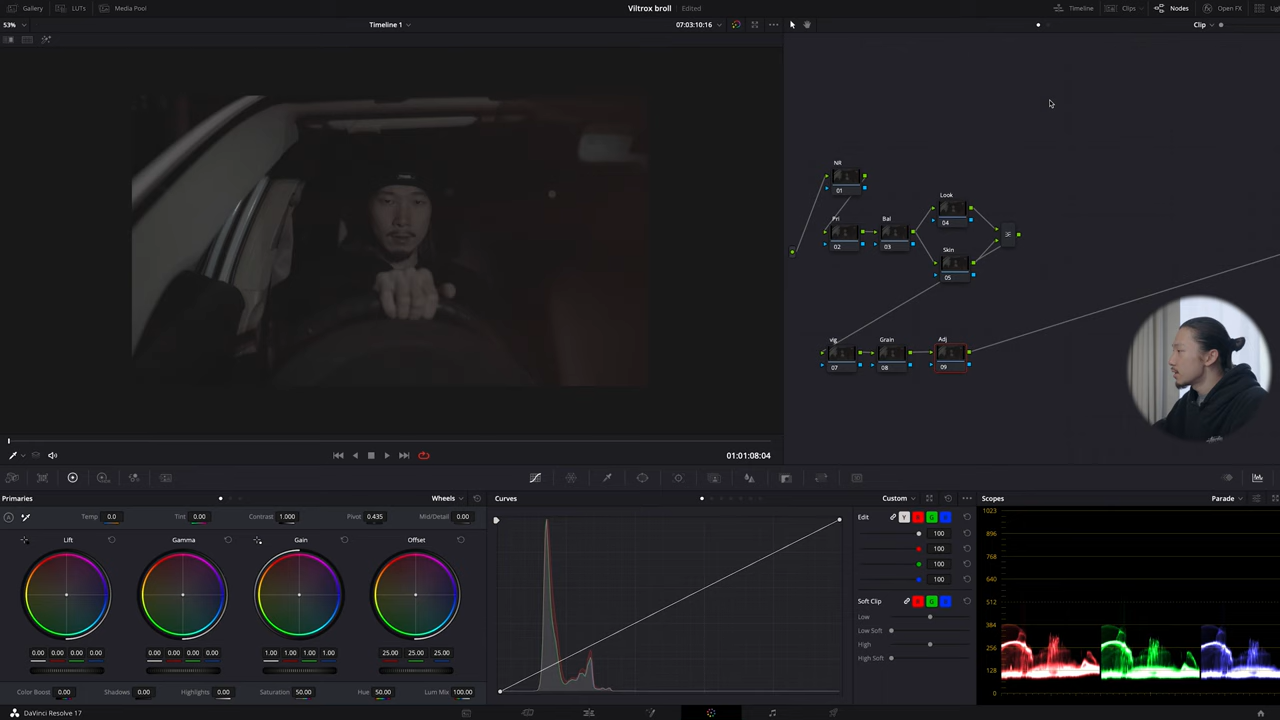 Gallery LUTs Media Pool Viltrox broll Edited Timeline Clips Nodes Open FX
53% Timeline 1 07:03:10:16 Clip
NR
01
Look
04
Pri Bal
02 03
Skin
05
vig Grain Adj
07 08 09
01:01:08:04
Primaries Wheels Curves Custom Scopes Parade
Temp 0.0 Tint 0.00 Contrast 1.000 Pivot 0.435 Mid/Detail 0.00
Edit Y R G B 100
100
100
100
Lift Gamma Gain Offset
0.00 0.00 0.00 0.00 0.00 0.00 0.00 0.00 1.00 1.00 1.00 1.00 25.00 25.00 25.00
Soft Clip R G B
Low
Low Soft
High
High Soft
1023
896
768
640
512
384
256
128
0
Color Boost 0.00 Shadows 0.00 Highlights 0.00 Saturation 50.00 Hue 50.00 Lum Mix 100.00
DaVinci Resolve 17